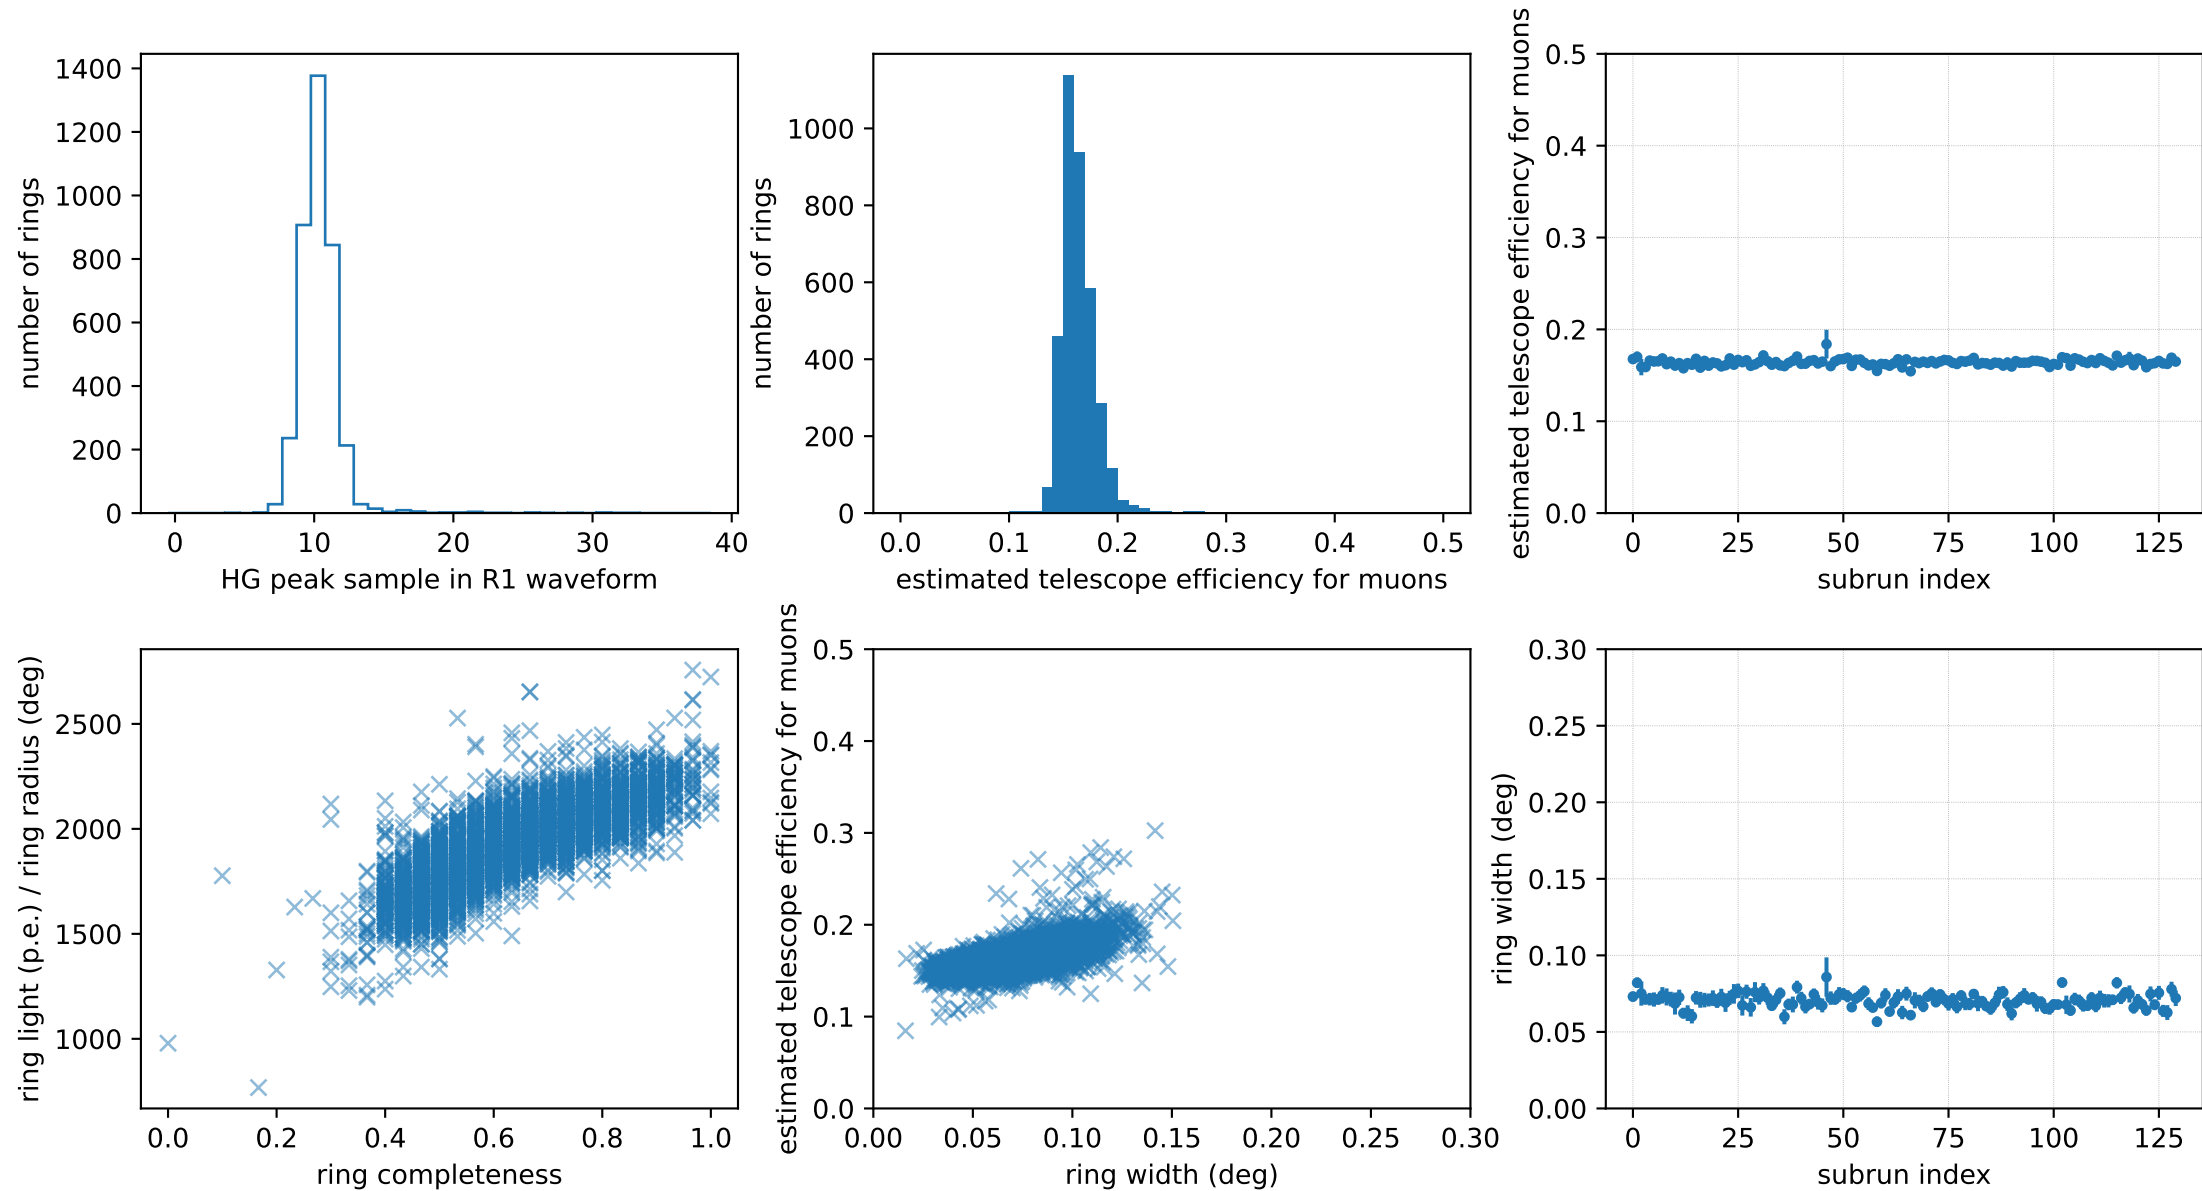 number of rings
1400
1200
1000
800
600
400
200
0
0 10 20 30 40
HG peak sample in R1 waveform
number of rings
1000
800
600
400
200
0
0.0 0.1 0.2 0.3 0.4 0.5
estimated telescope efficiency for muons
estimated telescope efficiency for muons
0.5
0.4
0.3
0.2
0.1
0.0
0 25 50 75 100 125
subrun index
ring light (p.e.) / ring radius (deg)
2500
2000
1500
1000
0.0 0.2 0.4 0.6 0.8 1.0
ring completeness
estimated telescope efficiency for muons
0.5
0.4
0.3
0.2
0.1
0.0
0.00 0.05 0.10 0.15 0.20 0.25 0.30
ring width (deg)
ring width (deg)
0.30
0.25
0.20
0.15
0.10
0.05
0.00
0 25 50 75 100 125
subrun index